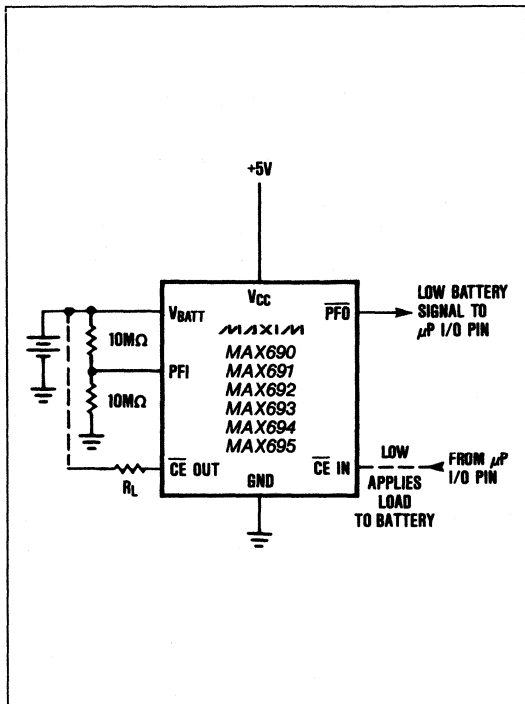 +5V
VBATT
VCC
PFO
LOW BATTERY
SIGNAL TO
μP I/O PIN
10MΩ
MAXIM
MAX690
MAX691
MAX692
MAX693
MAX694
MAX695
PFI
10MΩ
CE OUT
CE IN
LOW
FROM μP
I/O PIN
RL
GND
APPLIES
LOAD
TO BATTERY